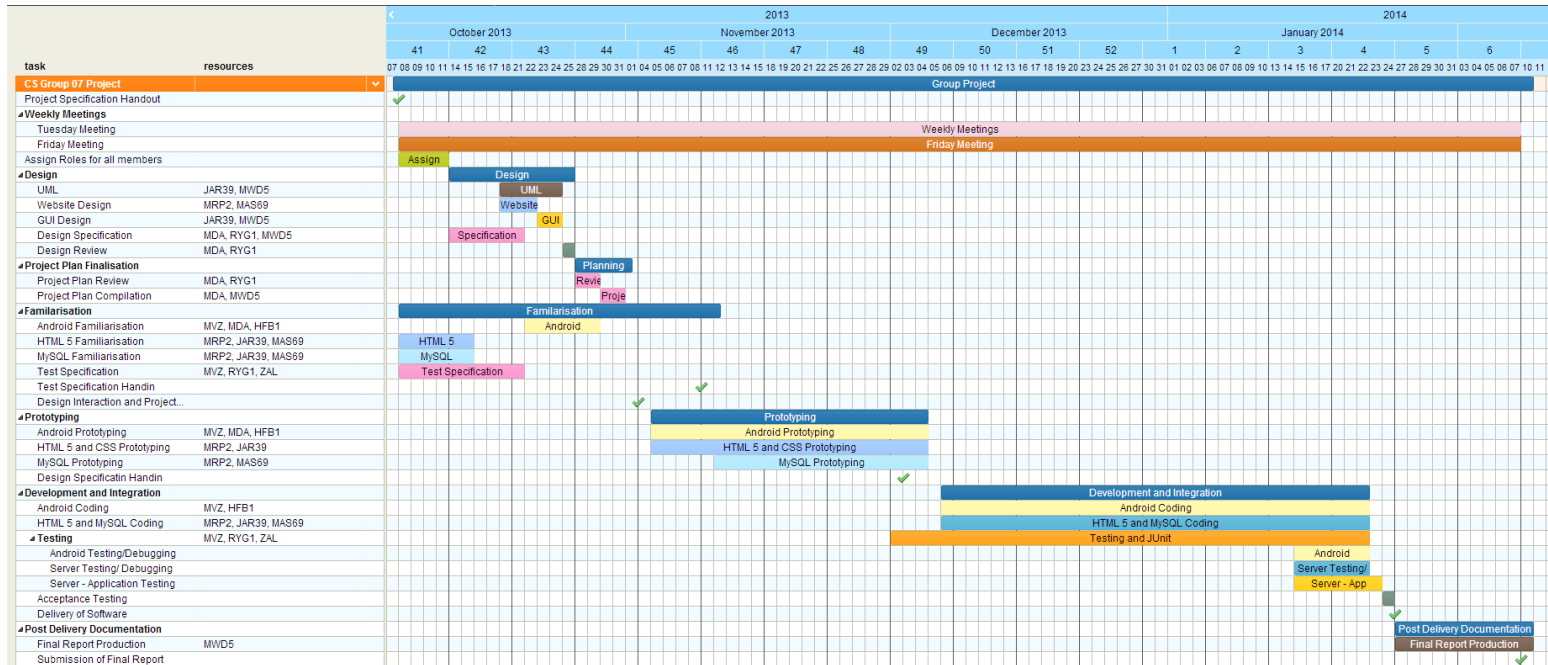 2013 2014
October 2013 November 2013 December 2013 January 2014
41 42 43 44 45 46 47 48 49 50 51 52 1 2 3 4 5 6
task resources 07 08 09 10 11 14 15 16 17 18 21 22 23 24 25 28 29 30 31 01 04 05 06 07 08 11 12 13 14 15 18 19 20 21 22 25 26 27 28 29 02 03 04 05 06 09 10 11 12 13 16 17 18 19 20 23 24 25 26 27 30 31 01 02 03 06 07 08 09 10 13 14 15 16 17 20 21 22 23 24 27 28 29 30 31 03 04 05 06 07 10 11
CS Group 07 Project Group Project
Project Specification Handout
Weekly Meetings
Tuesday Meeting Weekly Meetings
Friday Meeting Friday Meeting
Assign Roles for all members Assign
Design Design
UML JAR39, MWD5 UML
Website Design MRP2, MAS69 Website
GUI Design JAR39, MWD5 GUI
Design Specification MDA, RYG1, MWD5 Specification
Design Review MDA, RYG1
Project Plan Finalisation Planning
Project Plan Review MDA, RYG1 Revie
Project Plan Compilation MDA, MWD5 Proje
Familarisation Familarisation
Android Familiarisation MVZ, MDA, HFB1 Android
HTML 5 Familiarisation MRP2, JAR39, MAS69 HTML 5
MySQL Familiarisation MRP2, JAR39, MAS69 MySQL
Test Specification MVZ, RYG1, ZAL Test Specification
Test Specification Handin
Design Interaction and Project...
Prototyping Prototyping
Android Prototyping MVZ, MDA, HFB1 Android Prototyping
HTML 5 and CSS Prototyping MRP2, JAR39 HTML 5 and CSS Prototyping
MySQL Prototyping MRP2, MAS69 MySQL Prototyping
Design Specificatin Handin
Development and Integration Development and Integration
Android Coding MVZ, HFB1 Android Coding
HTML 5 and MySQL Coding MRP2, JAR39, MAS69 HTML 5 and MySQL Coding
Testing MVZ, RYG1, ZAL Testing and JUnit
Android Testing/Debugging Android
Server Testing/ Debugging Server Testing/
Server - Application Testing Server - App
Acceptance Testing
Delivery of Software
Post Delivery Documentation Post Delivery Documentation
Final Report Production MWD5 Final Report Production
Submission of Final Report